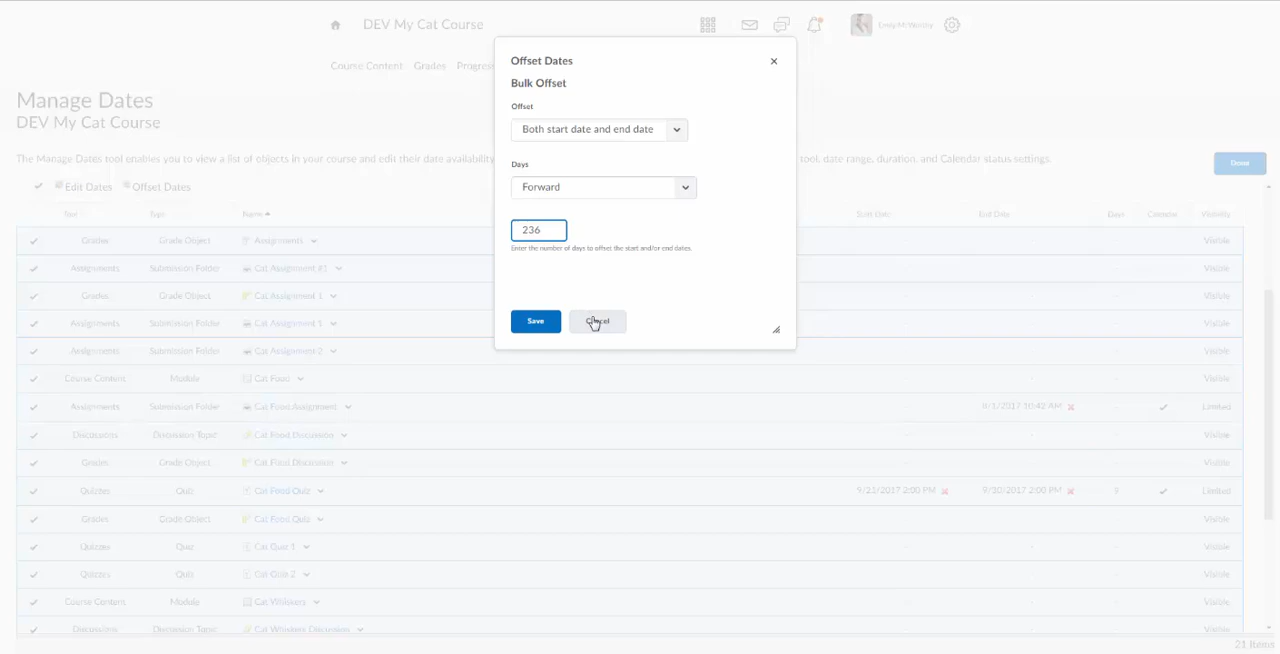 DEV My Cat Course
Emily McWhirley
Course Content Grades Progress
Offset Dates
Bulk Offset
Offset
Both start date and end date
Days
Forward
236
Enter the number of days to offset the start and/or end dates.
Save Cancel
Manage Dates
DEV My Cat Course
The Manage Dates tool enables you to view a list of objects in your course and edit their date availability tool, date range, duration, and Calendar status settings.
Done
Edit Dates Offset Dates
Tool Type Name Start Date End Date Days Calendar Visibility
Grades Grade Object Assignments Visible
Assignments Submission Folder Cat Assignment #1 Visible
Grades Grade Object Cat Assignment 1 Visible
Assignments Submission Folder Cat Assignment 1 Visible
Assignments Submission Folder Cat Assignment 2 Visible
Course Content Module Cat Food Visible
Assignments Submission Folder Cat Food Assignment 8/1/2017 10:42 AM Limited
Discussions Discussion Topic Cat Food Discussion Visible
Grades Grade Object Cat Food Discussion Visible
Quizzes Quiz Cat Food Quiz 9/21/2017 2:00 PM 9/30/2017 2:00 PM 9 Limited
Grades Grade Object Cat Food Quiz Visible
Quizzes Quiz Cat Quiz 1 Visible
Quizzes Quiz Cat Quiz 2 Visible
Course Content Module Cat Whiskers Visible
Discussions Discussion Topic Cat Whiskers Discussion Visible
21 Items